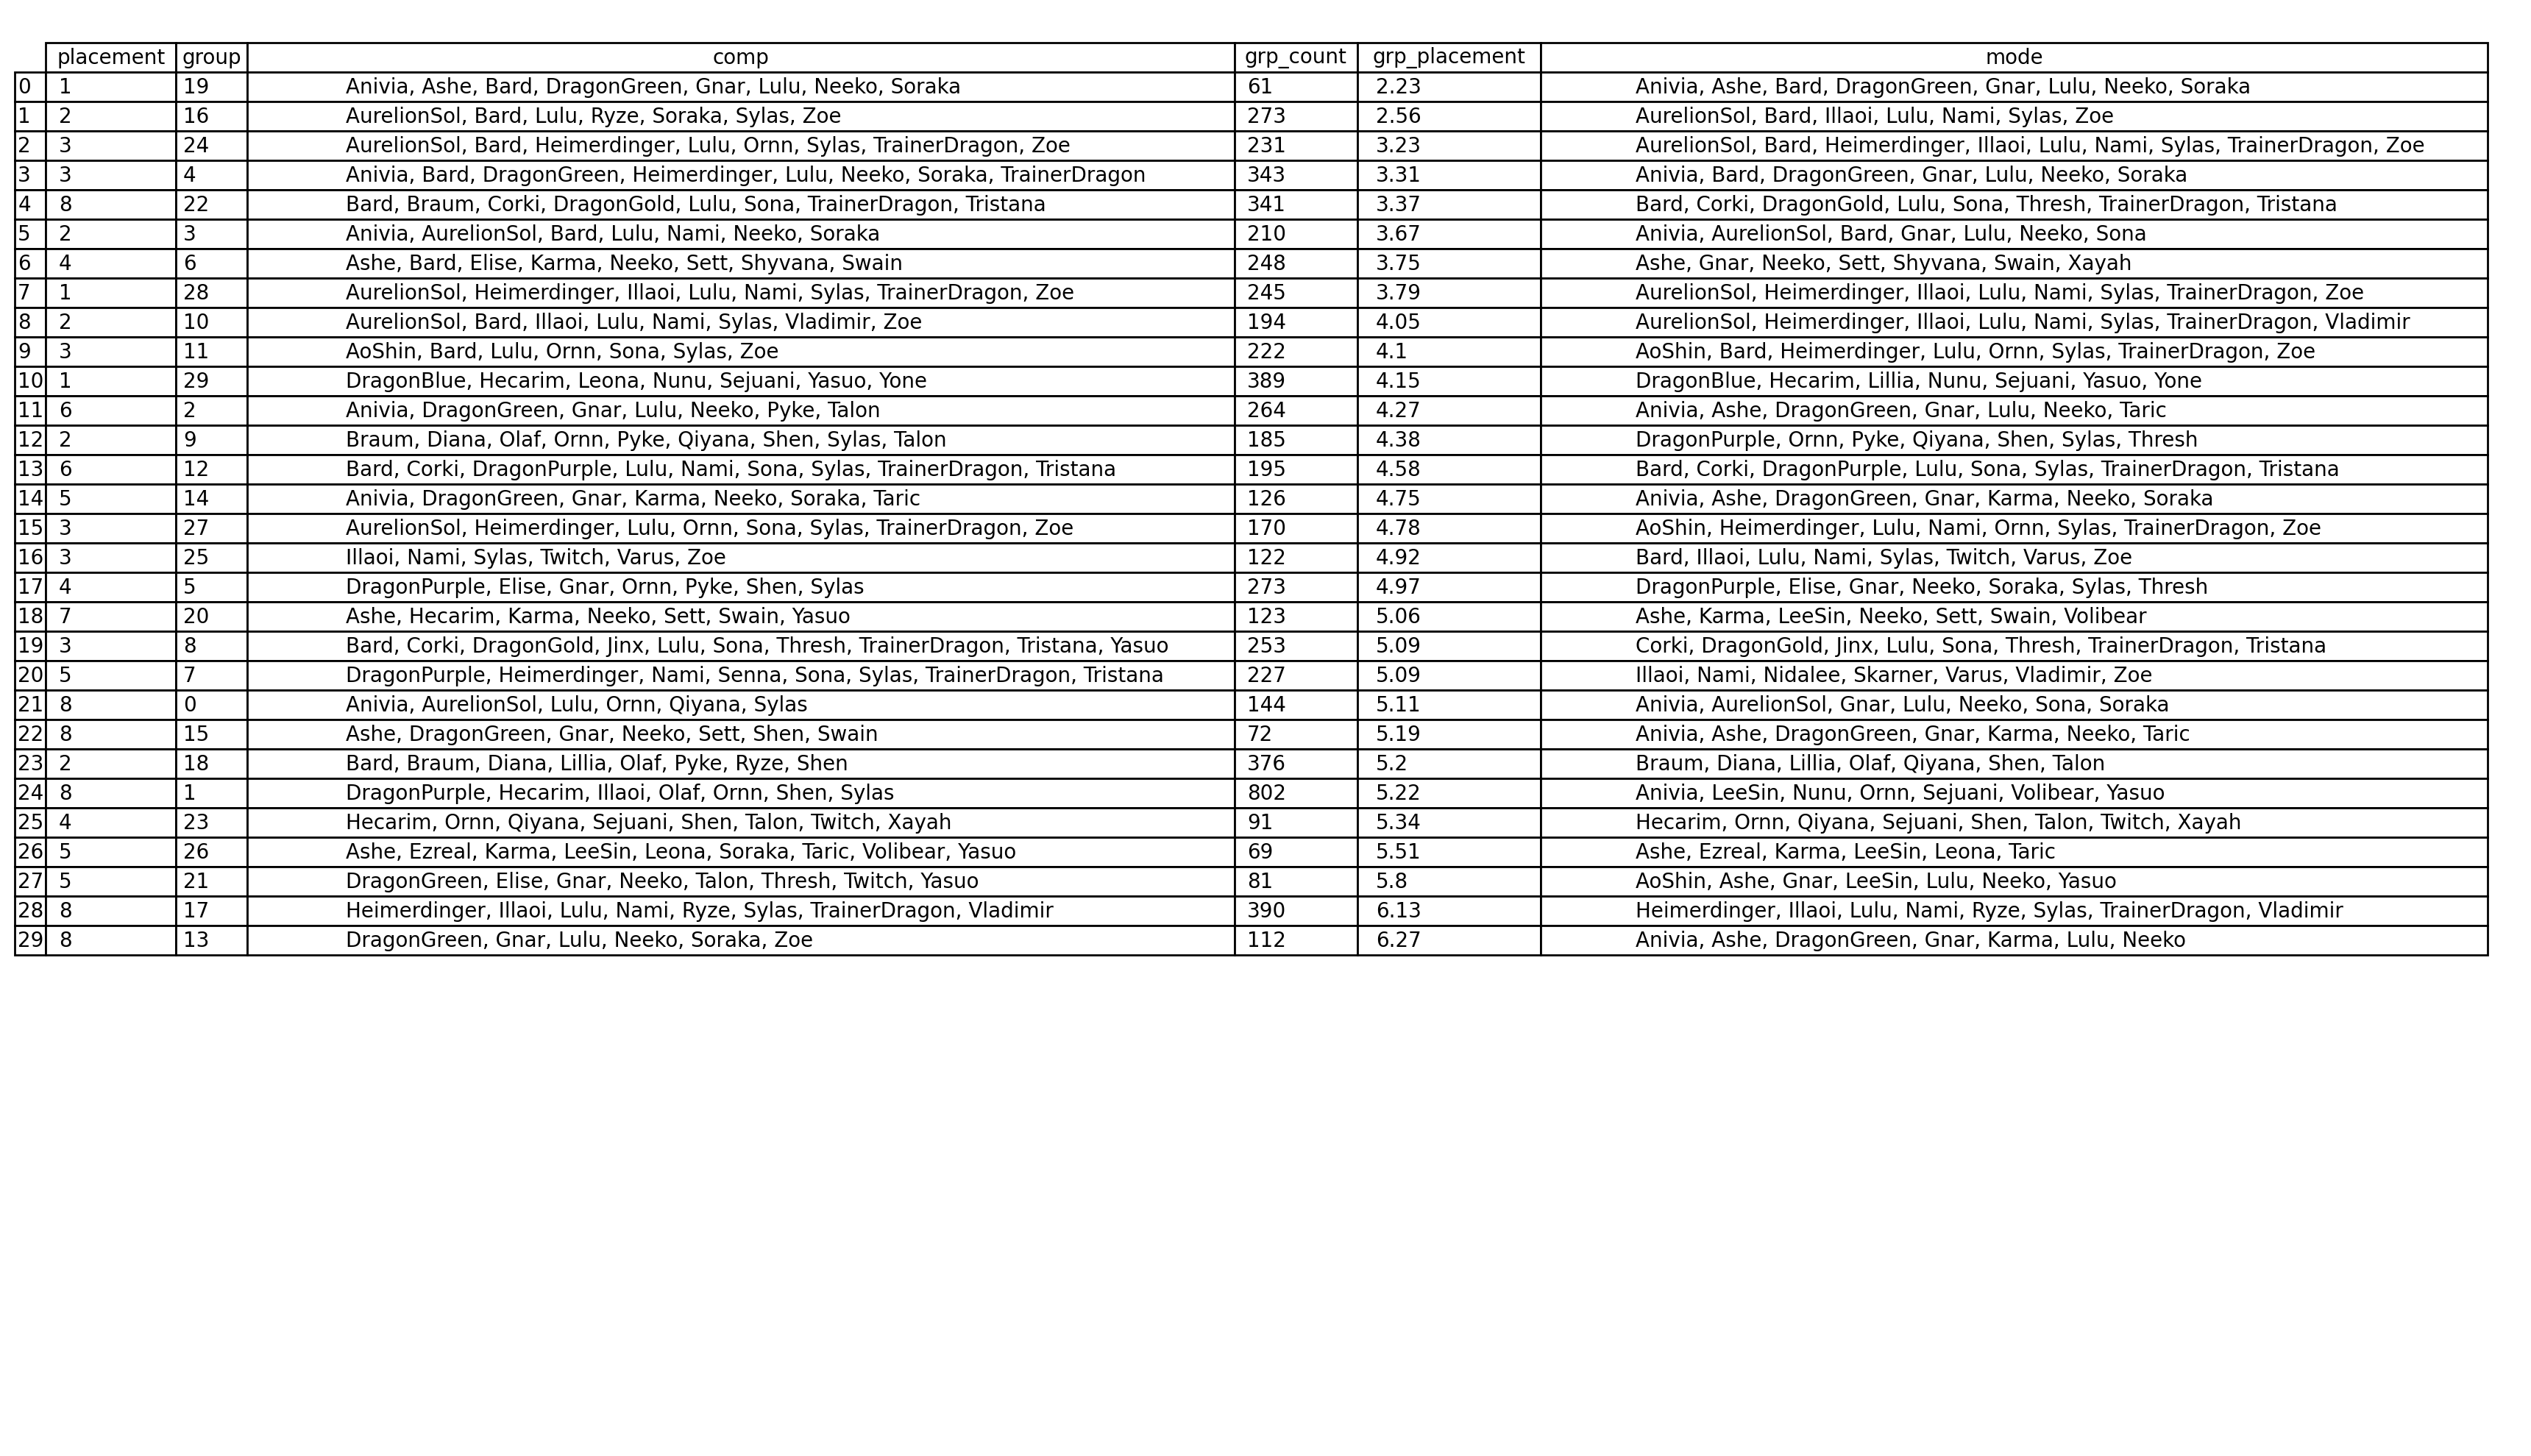 placement group comp grp_count grp_placement mode
0 1 19 Anivia, Ashe, Bard, DragonGreen, Gnar, Lulu, Neeko, Soraka 61 2.23 Anivia, Ashe, Bard, DragonGreen, Gnar, Lulu, Neeko, Soraka
1 2 16 AurelionSol, Bard, Lulu, Ryze, Soraka, Sylas, Zoe 273 2.56 AurelionSol, Bard, Illaoi, Lulu, Nami, Sylas, Zoe
2 3 24 AurelionSol, Bard, Heimerdinger, Lulu, Ornn, Sylas, TrainerDragon, Zoe 231 3.23 AurelionSol, Bard, Heimerdinger, Illaoi, Lulu, Nami, Sylas, TrainerDragon, Zoe
3 3 4 Anivia, Bard, DragonGreen, Heimerdinger, Lulu, Neeko, Soraka, TrainerDragon 343 3.31 Anivia, Bard, DragonGreen, Gnar, Lulu, Neeko, Soraka
4 8 22 Bard, Braum, Corki, DragonGold, Lulu, Sona, TrainerDragon, Tristana 341 3.37 Bard, Corki, DragonGold, Lulu, Sona, Thresh, TrainerDragon, Tristana
5 2 3 Anivia, AurelionSol, Bard, Lulu, Nami, Neeko, Soraka 210 3.67 Anivia, AurelionSol, Bard, Gnar, Lulu, Neeko, Sona
6 4 6 Ashe, Bard, Elise, Karma, Neeko, Sett, Shyvana, Swain 248 3.75 Ashe, Gnar, Neeko, Sett, Shyvana, Swain, Xayah
7 1 28 AurelionSol, Heimerdinger, Illaoi, Lulu, Nami, Sylas, TrainerDragon, Zoe 245 3.79 AurelionSol, Heimerdinger, Illaoi, Lulu, Nami, Sylas, TrainerDragon, Zoe
8 2 10 AurelionSol, Bard, Illaoi, Lulu, Nami, Sylas, Vladimir, Zoe 194 4.05 AurelionSol, Heimerdinger, Illaoi, Lulu, Nami, Sylas, TrainerDragon, Vladimir
9 3 11 AoShin, Bard, Lulu, Ornn, Sona, Sylas, Zoe 222 4.1 AoShin, Bard, Heimerdinger, Lulu, Ornn, Sylas, TrainerDragon, Zoe
10 1 29 DragonBlue, Hecarim, Leona, Nunu, Sejuani, Yasuo, Yone 389 4.15 DragonBlue, Hecarim, Lillia, Nunu, Sejuani, Yasuo, Yone
11 6 2 Anivia, DragonGreen, Gnar, Lulu, Neeko, Pyke, Talon 264 4.27 Anivia, Ashe, DragonGreen, Gnar, Lulu, Neeko, Taric
12 2 9 Braum, Diana, Olaf, Ornn, Pyke, Qiyana, Shen, Sylas, Talon 185 4.38 DragonPurple, Ornn, Pyke, Qiyana, Shen, Sylas, Thresh
13 6 12 Bard, Corki, DragonPurple, Lulu, Nami, Sona, Sylas, TrainerDragon, Tristana 195 4.58 Bard, Corki, DragonPurple, Lulu, Sona, Sylas, TrainerDragon, Tristana
14 5 14 Anivia, DragonGreen, Gnar, Karma, Neeko, Soraka, Taric 126 4.75 Anivia, Ashe, DragonGreen, Gnar, Karma, Neeko, Soraka
15 3 27 AurelionSol, Heimerdinger, Lulu, Ornn, Sona, Sylas, TrainerDragon, Zoe 170 4.78 AoShin, Heimerdinger, Lulu, Nami, Ornn, Sylas, TrainerDragon, Zoe
16 3 25 Illaoi, Nami, Sylas, Twitch, Varus, Zoe 122 4.92 Bard, Illaoi, Lulu, Nami, Sylas, Twitch, Varus, Zoe
17 4 5 DragonPurple, Elise, Gnar, Ornn, Pyke, Shen, Sylas 273 4.97 DragonPurple, Elise, Gnar, Neeko, Soraka, Sylas, Thresh
18 7 20 Ashe, Hecarim, Karma, Neeko, Sett, Swain, Yasuo 123 5.06 Ashe, Karma, LeeSin, Neeko, Sett, Swain, Volibear
19 3 8 Bard, Corki, DragonGold, Jinx, Lulu, Sona, Thresh, TrainerDragon, Tristana, Yasuo 253 5.09 Corki, DragonGold, Jinx, Lulu, Sona, Thresh, TrainerDragon, Tristana
20 5 7 DragonPurple, Heimerdinger, Nami, Senna, Sona, Sylas, TrainerDragon, Tristana 227 5.09 Illaoi, Nami, Nidalee, Skarner, Varus, Vladimir, Zoe
21 8 0 Anivia, AurelionSol, Lulu, Ornn, Qiyana, Sylas 144 5.11 Anivia, AurelionSol, Gnar, Lulu, Neeko, Sona, Soraka
22 8 15 Ashe, DragonGreen, Gnar, Neeko, Sett, Shen, Swain 72 5.19 Anivia, Ashe, DragonGreen, Gnar, Karma, Neeko, Taric
23 2 18 Bard, Braum, Diana, Lillia, Olaf, Pyke, Ryze, Shen 376 5.2 Braum, Diana, Lillia, Olaf, Qiyana, Shen, Talon
24 8 1 DragonPurple, Hecarim, Illaoi, Olaf, Ornn, Shen, Sylas 802 5.22 Anivia, LeeSin, Nunu, Ornn, Sejuani, Volibear, Yasuo
25 4 23 Hecarim, Ornn, Qiyana, Sejuani, Shen, Talon, Twitch, Xayah 91 5.34 Hecarim, Ornn, Qiyana, Sejuani, Shen, Talon, Twitch, Xayah
26 5 26 Ashe, Ezreal, Karma, LeeSin, Leona, Soraka, Taric, Volibear, Yasuo 69 5.51 Ashe, Ezreal, Karma, LeeSin, Leona, Taric
27 5 21 DragonGreen, Elise, Gnar, Neeko, Talon, Thresh, Twitch, Yasuo 81 5.8 AoShin, Ashe, Gnar, LeeSin, Lulu, Neeko, Yasuo
28 8 17 Heimerdinger, Illaoi, Lulu, Nami, Ryze, Sylas, TrainerDragon, Vladimir 390 6.13 Heimerdinger, Illaoi, Lulu, Nami, Ryze, Sylas, TrainerDragon, Vladimir
29 8 13 DragonGreen, Gnar, Lulu, Neeko, Soraka, Zoe 112 6.27 Anivia, Ashe, DragonGreen, Gnar, Karma, Lulu, Neeko